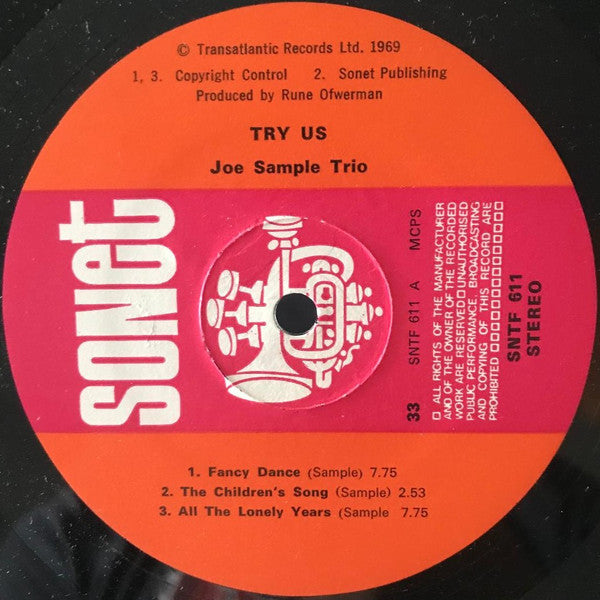 © Transatlantic Records Ltd. 1969
1, 3. Copyright Control 2. Sonet Publishing
Produced by Rune Ofwerman
TRY US
Joe Sample Trio
sonet
33 SNTF 611 A MCPS
ALL RIGHTS OF THE MANUFACTURER
AND OF THE OWNER OF THE RECORDED
WORK ARE RESERVED UNAUTHORISED
PUBLIC PERFORMANCE, BROADCASTING
AND COPYING OF THIS RECORD ARE
PROHIBITED
SNTF 611
STEREO
1. Fancy Dance (Sample) 7.75
2. The Children's Song (Sample) 2.53
3. All The Lonely Years (Sample 7.75